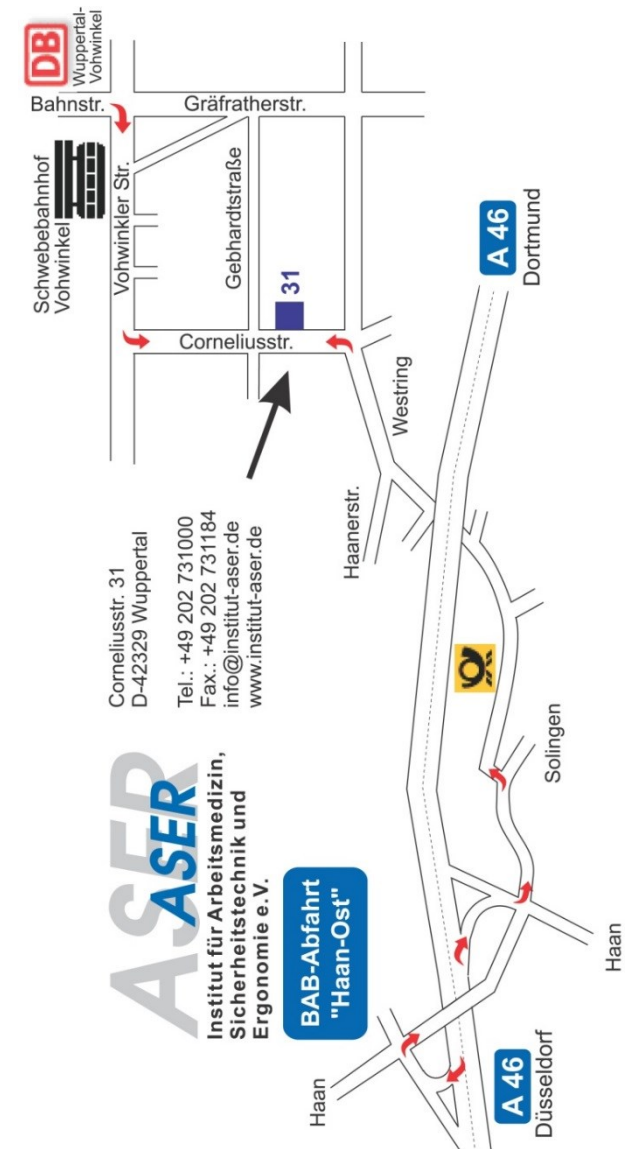 ASER
ASER
Institut für Arbeitsmedizin,
Sicherheitstechnik und
Ergonomie e.V.
Corneliusstr. 31
D-42329 Wuppertal
Tel.: +49 202 731000
Fax.: +49 202 731184
info@institut-aser.de
www.institut-aser.de
BAB-Abfahrt
"Haan-Ost"
Schwebebahnhof
Vohwinkel
DB
Wuppertal-
Vohwinkel
Bahnstr.
Vohwinkler Str.
Gräfratherstr.
Gebhardtstraße
31
Corneliusstr.
Westring
Haanerstr.
A 46
Dortmund
Solingen
Haan
Haan
A 46
Düsseldorf